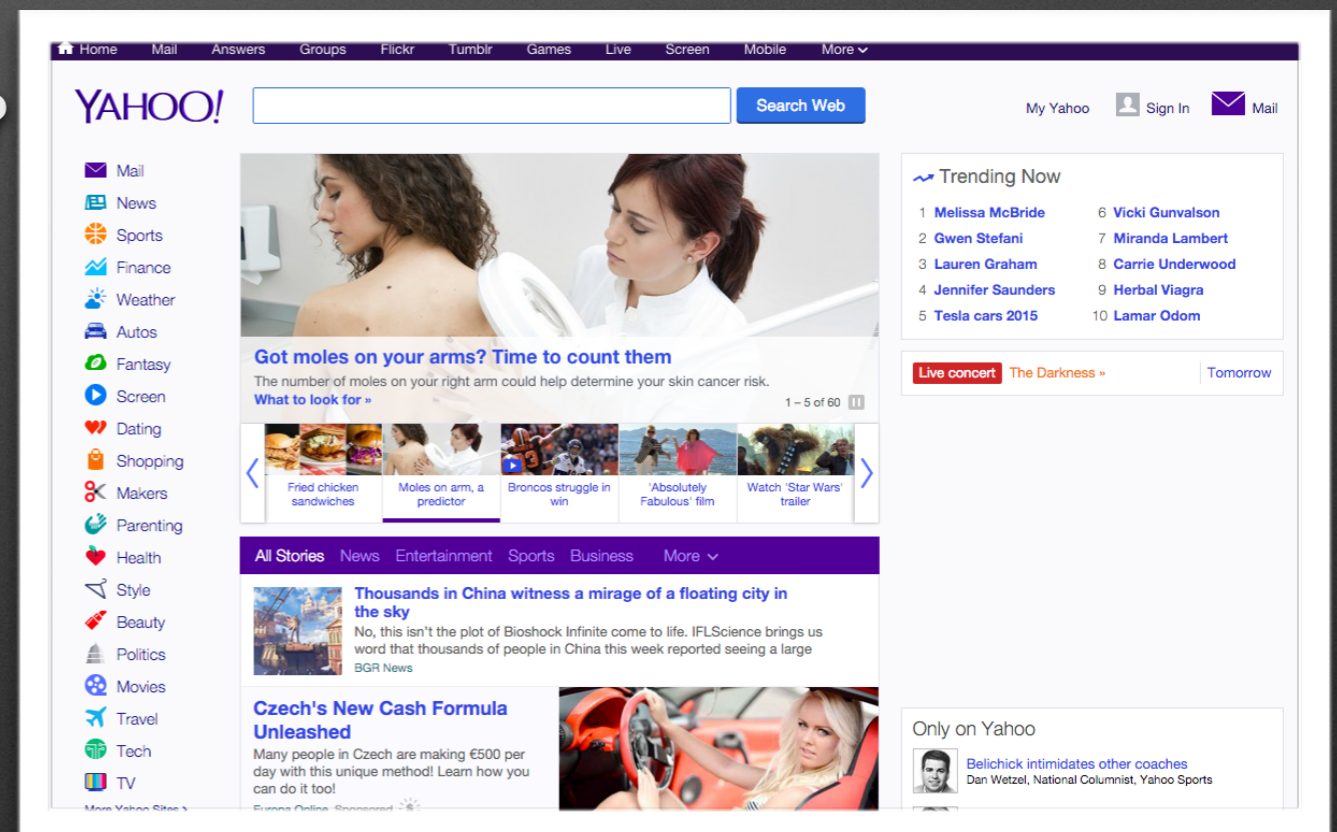 Home Mail Answers Groups Flickr Tumblr Games Live Screen Mobile More
YAHOO!
Search Web
My Yahoo Sign In Mail
Mail
News
Sports
Finance
Weather
Autos
Fantasy
Screen
Dating
Shopping
Makers
Parenting
Health
Style
Beauty
Politics
Movies
Travel
Tech
TV
More Yahoo Sites >
Got moles on your arms? Time to count them
The number of moles on your right arm could help determine your skin cancer risk.
What to look for »
1 – 5 of 60
Fried chicken
sandwiches
Moles on arm, a
predictor
Broncos struggle in
win
'Absolutely
Fabulous' film
Watch 'Star Wars'
trailer
All Stories News Entertainment Sports Business More
Thousands in China witness a mirage of a floating city in
the sky
No, this isn't the plot of Bioshock Infinite come to life. IFLScience brings us
word that thousands of people in China this week reported seeing a large
BGR News
Czech's New Cash Formula
Unleashed
Many people in Czech are making €500 per
day with this unique method! Learn how you
can do it too!
Europa Online Sponsored
Trending Now
1 Melissa McBride
2 Gwen Stefani
3 Lauren Graham
4 Jennifer Saunders
5 Tesla cars 2015
6 Vicki Gunvalson
7 Miranda Lambert
8 Carrie Underwood
9 Herbal Viagra
10 Lamar Odom
Live concert The Darkness » Tomorrow
Only on Yahoo
Belichick intimidates other coaches
Dan Wetzel, National Columnist, Yahoo Sports